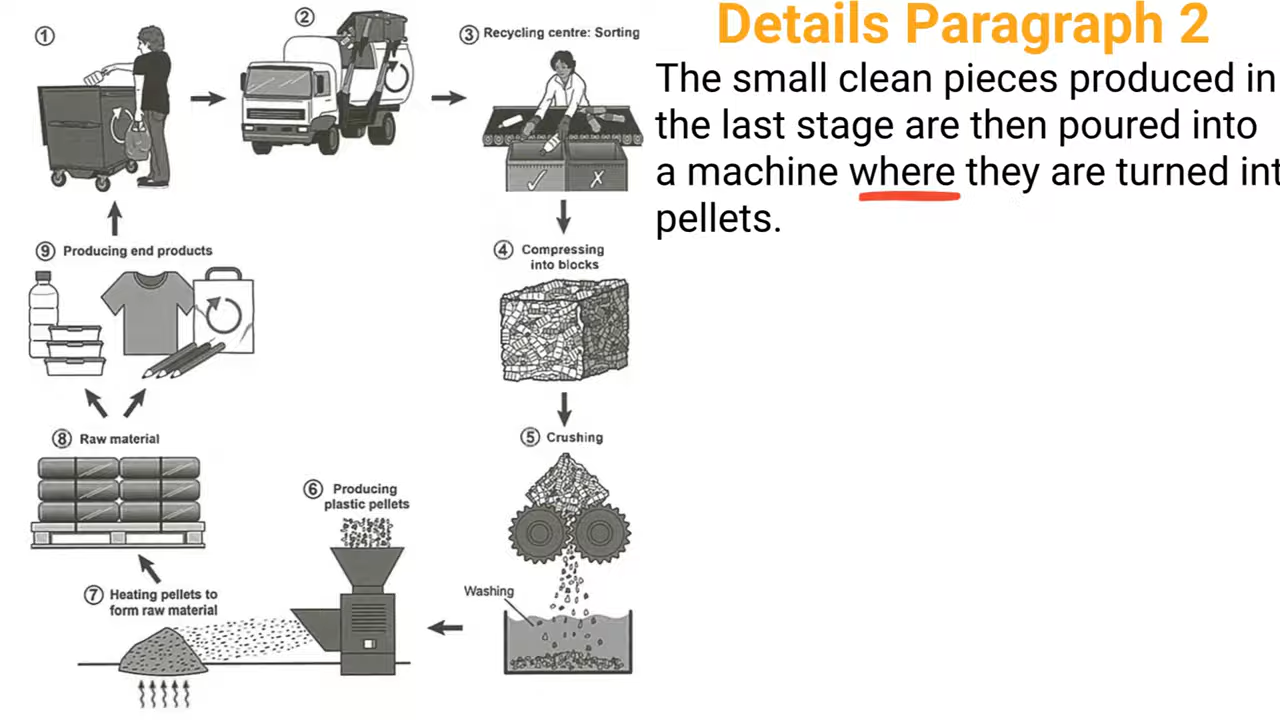 Details Paragraph 2
The small clean pieces produced in
the last stage are then poured into
a machine where they are turned int
pellets.
1
2
3 Recycling centre: Sorting
4 Compressing
into blocks
5 Crushing
Washing
6 Producing
plastic pellets
7 Heating pellets to
form raw material
8 Raw material
9 Producing end products